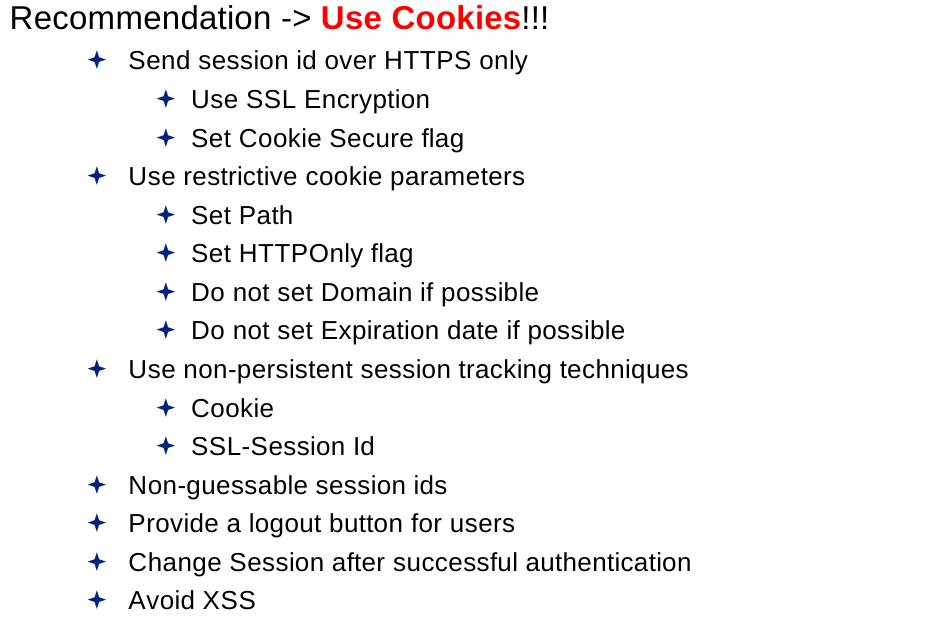 Recommendation -> Use Cookies!!!
Send session id over HTTPS only
Use SSL Encryption
Set Cookie Secure flag
Use restrictive cookie parameters
Set Path
Set HTTPOnly flag
Do not set Domain if possible
Do not set Expiration date if possible
Use non-persistent session tracking techniques
Cookie
SSL-Session Id
Non-guessable session ids
Provide a logout button for users
Change Session after successful authentication
Avoid XSS